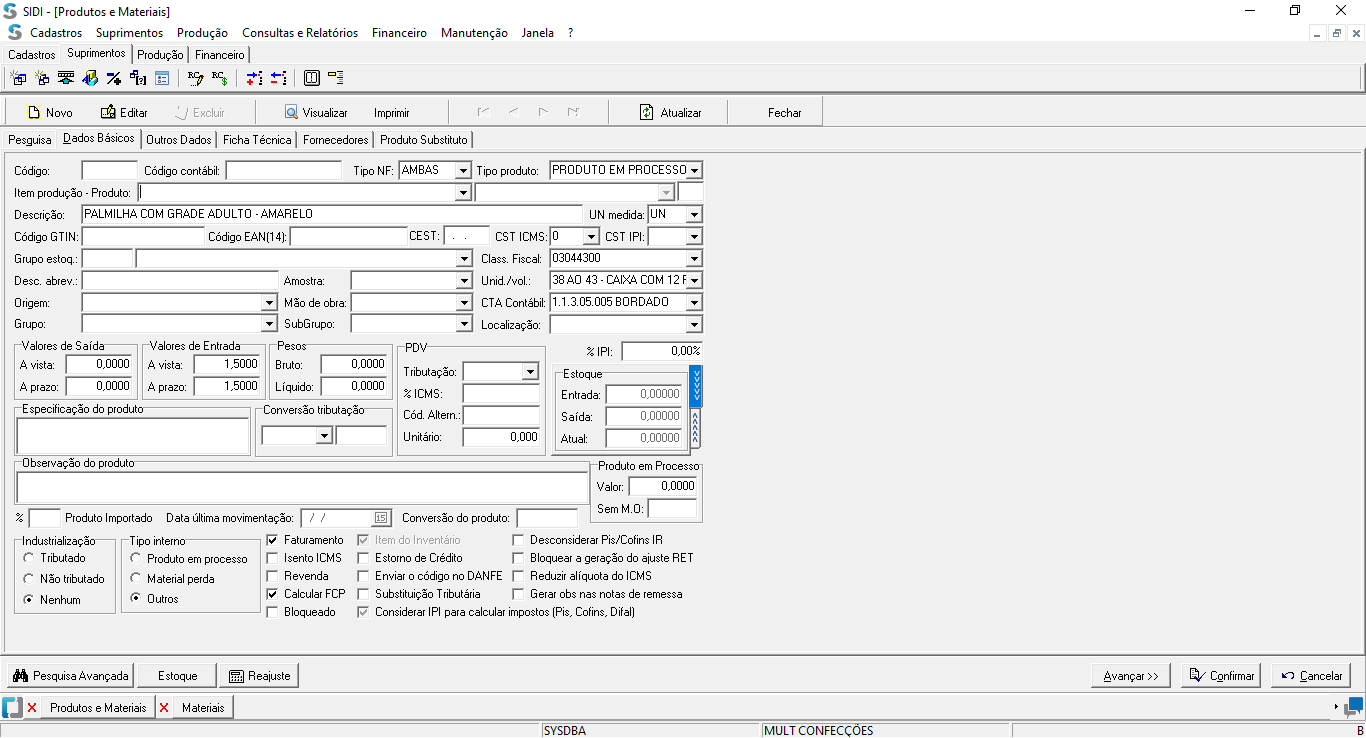 SIDI - [Produtos e Materiais]
Cadastros Suprimentos Produção Consultas e Relatórios Financeiro Manutenção Janela ?
Cadastros Suprimentos Produção Financeiro
Novo Editar Excluir Visualizar Imprimir Atualizar Fechar
Pesquisa Dados Básicos Outros Dados Ficha Técnica Fornecedores Produto Substituto
Código: Código contábil: Tipo NF: AMBAS Tipo produto: PRODUTO EM PROCESSO
Item produção - Produto:
Descrição: PALMILHA COM GRADE ADULTO - AMARELO UN medida: UN
Código GTIN: Código EAN(14): CEST: . . CST ICMS: 0 CST IPI:
Grupo estoq.: Class. Fiscal: 03044300
Desc. abrev.: Amostra: Unid./vol.: 38 AO 43 - CAIXA COM 12 F
Origem: Mão de obra: CTA Contábil: 1.1.3.05.005 BORDADO
Grupo: SubGrupo: Localização:
Valores de Saída Valores de Entrada Pesos PDV % IPI: 0,00%
A vista: 0,0000 A vista: 1,5000 Bruto: 0,0000 Tributação: Estoque
A prazo: 0,0000 A prazo: 1,5000 Líquido: 0,0000 % ICMS: Entrada: 0,00000
Especificação do produto Conversão tributação Cód. Altern.: Saída: 0,00000
Unitário: 0,000 Atual: 0,00000
Observação do produto Produto em Processo
Valor: 0,0000
Sem M.O:
% Produto Importado Data última movimentação: / / 15 Conversão do produto:
Industrialização Tipo interno Faturamento Item do Inventário Desconsiderar Pis/Cofins IR
Tributado Produto em processo Isento ICMS Estorno de Crédito Bloquear a geração do ajuste RET
Não tributado Material perda Revenda Enviar o código no DANFE Reduzir alíquota do ICMS
Nenhum Outros Calcular FCP Substituição Tributária Gerar obs nas notas de remessa
Bloqueado Considerar IPI para calcular impostos (Pis, Cofins, Difal)
Pesquisa Avançada Estoque Reajuste Avançar >> Confirmar Cancelar
Produtos e Materiais Materiais
SYSDBA MULT CONFECÇÕES B